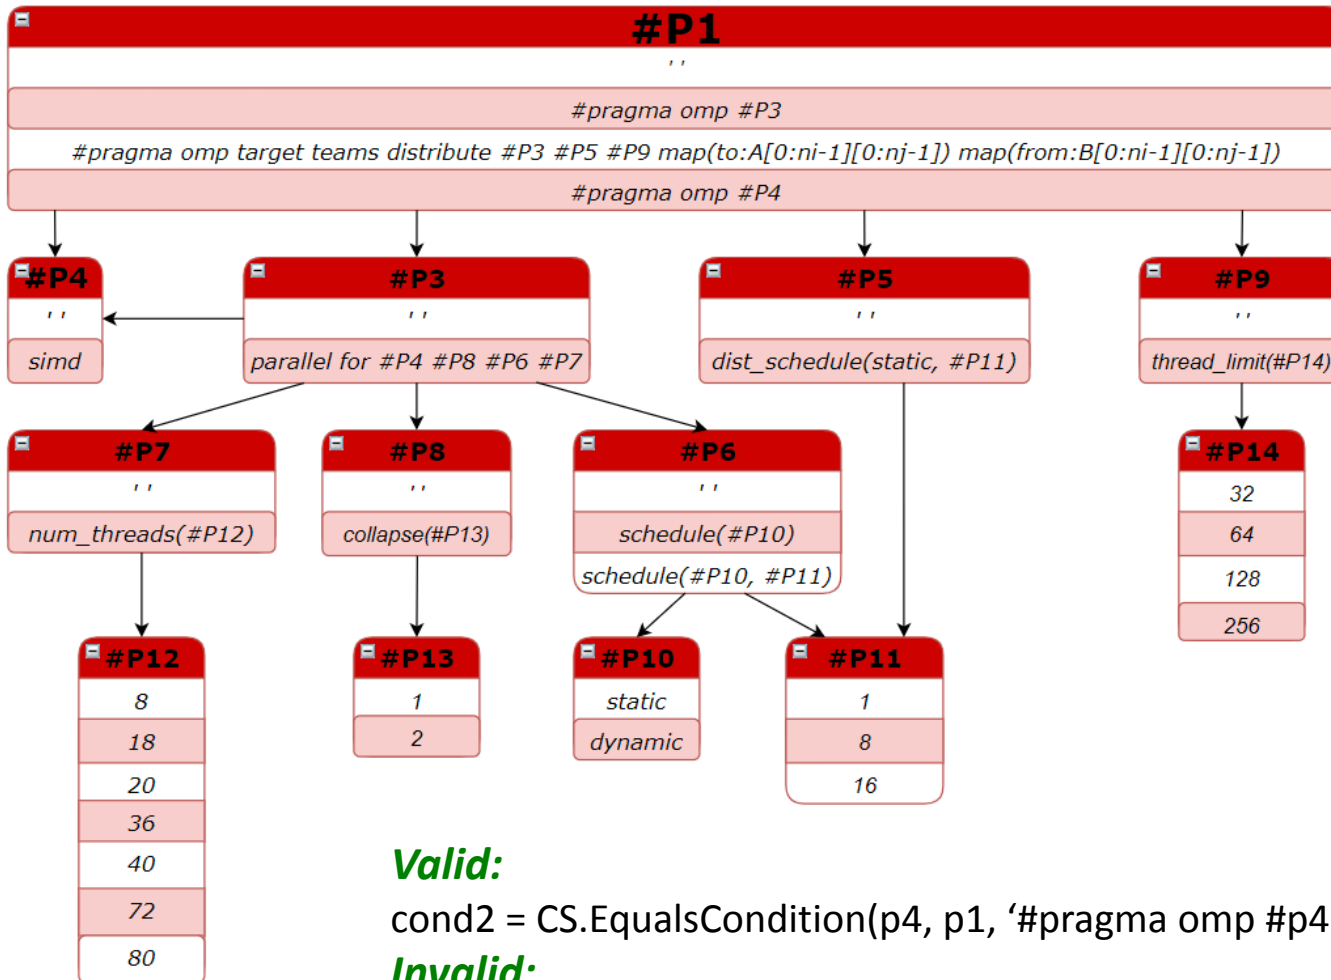 #P1
' '
#pragma omp #P3
#pragma omp target teams distribute #P3 #P5 #P9 map(to:A[0:ni-1][0:nj-1]) map(from:B[0:ni-1][0:nj-1])
#pragma omp #P4
#P4
' '
simd
#P3
' '
parallel for #P4 #P8 #P6 #P7
#P5
' '
dist_schedule(static, #P11)
#P9
' '
thread_limit(#P14)
#P7
' '
num_threads(#P12)
#P8
' '
collapse(#P13)
#P6
' '
schedule(#P10)
schedule(#P10, #P11)
#P14
32
64
128
256
#P12
8
18
20
36
40
72
80
#P13
1
2
#P10
static
dynamic
#P11
1
8
16
Valid:
cond2 = CS.EqualsCondition(p4, p1, ‘#pragma omp #p4
Invalid: